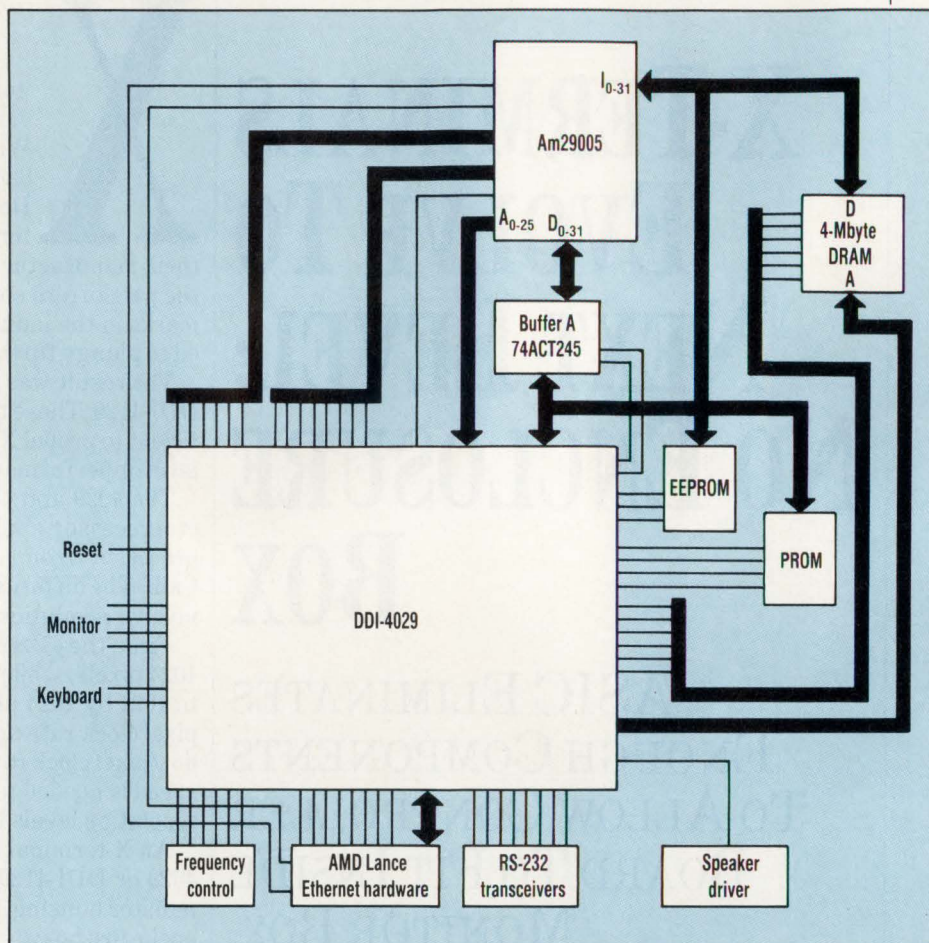 I0-31
Am29005
A0-25 D0-31
D
4-Mbyte
DRAM
A
Buffer A
74ACT245
EEPROM
PROM
Reset
Monitor
Keyboard
DDI-4029
Frequency
control
AMD Lance
Ethernet hardware
RS-232
transceivers
Speaker
driver